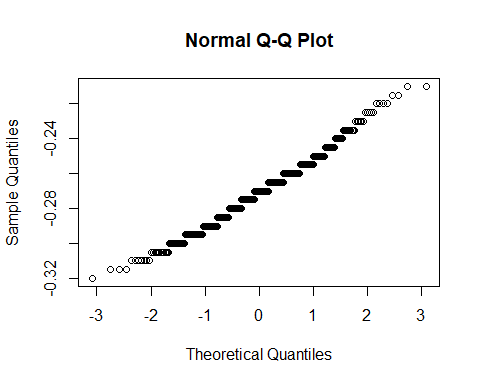 Normal Q-Q Plot
Sample Quantiles
-0.24
-0.28
-0.32
-3 -2 -1 0 1 2 3
Theoretical Quantiles